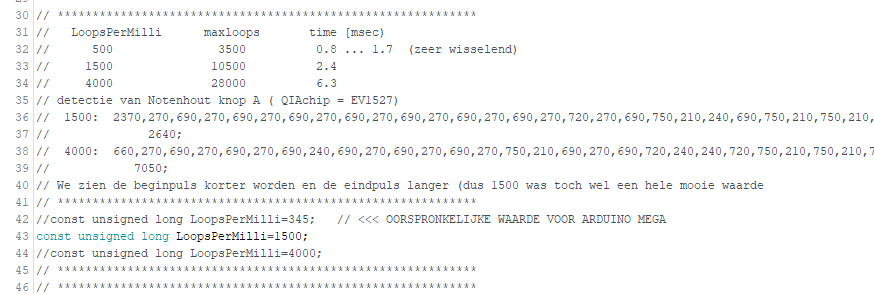 30 // ************************************************************
31 //   LoopsPerMilli      maxloops       time [msec]
32 //      500               3500          0.8 ... 1.7  (zeer wisselend)
33 //     1500              10500          2.4
34 //     4000              28000          6.3
35 // detectie van Notenhout knop A ( QIAchip = EV1527)
36 //  1500:  2370,270,690,270,690,270,690,270,690,270,690,270,690,270,690,270,720,270,690,750,210,240,690,750,210,750,210,
37 //              2640;
38 //  4000:  660,270,690,270,690,270,690,240,690,270,690,270,690,270,750,210,690,270,690,720,240,240,720,750,210,750,210,7
39 //            7050;
40 // We zien de beginpuls korter worden en de eindpuls langer (dus 1500 was toch wel een hele mooie waarde
41 // ************************************************************
42 //const unsigned long LoopsPerMilli=345;   // <<< OORSPRONKELIJKE WAARDE VOOR ARDUINO MEGA
43 const unsigned long LoopsPerMilli=1500;
44 //const unsigned long LoopsPerMilli=4000;
45 // ************************************************************
46 // ************************************************************